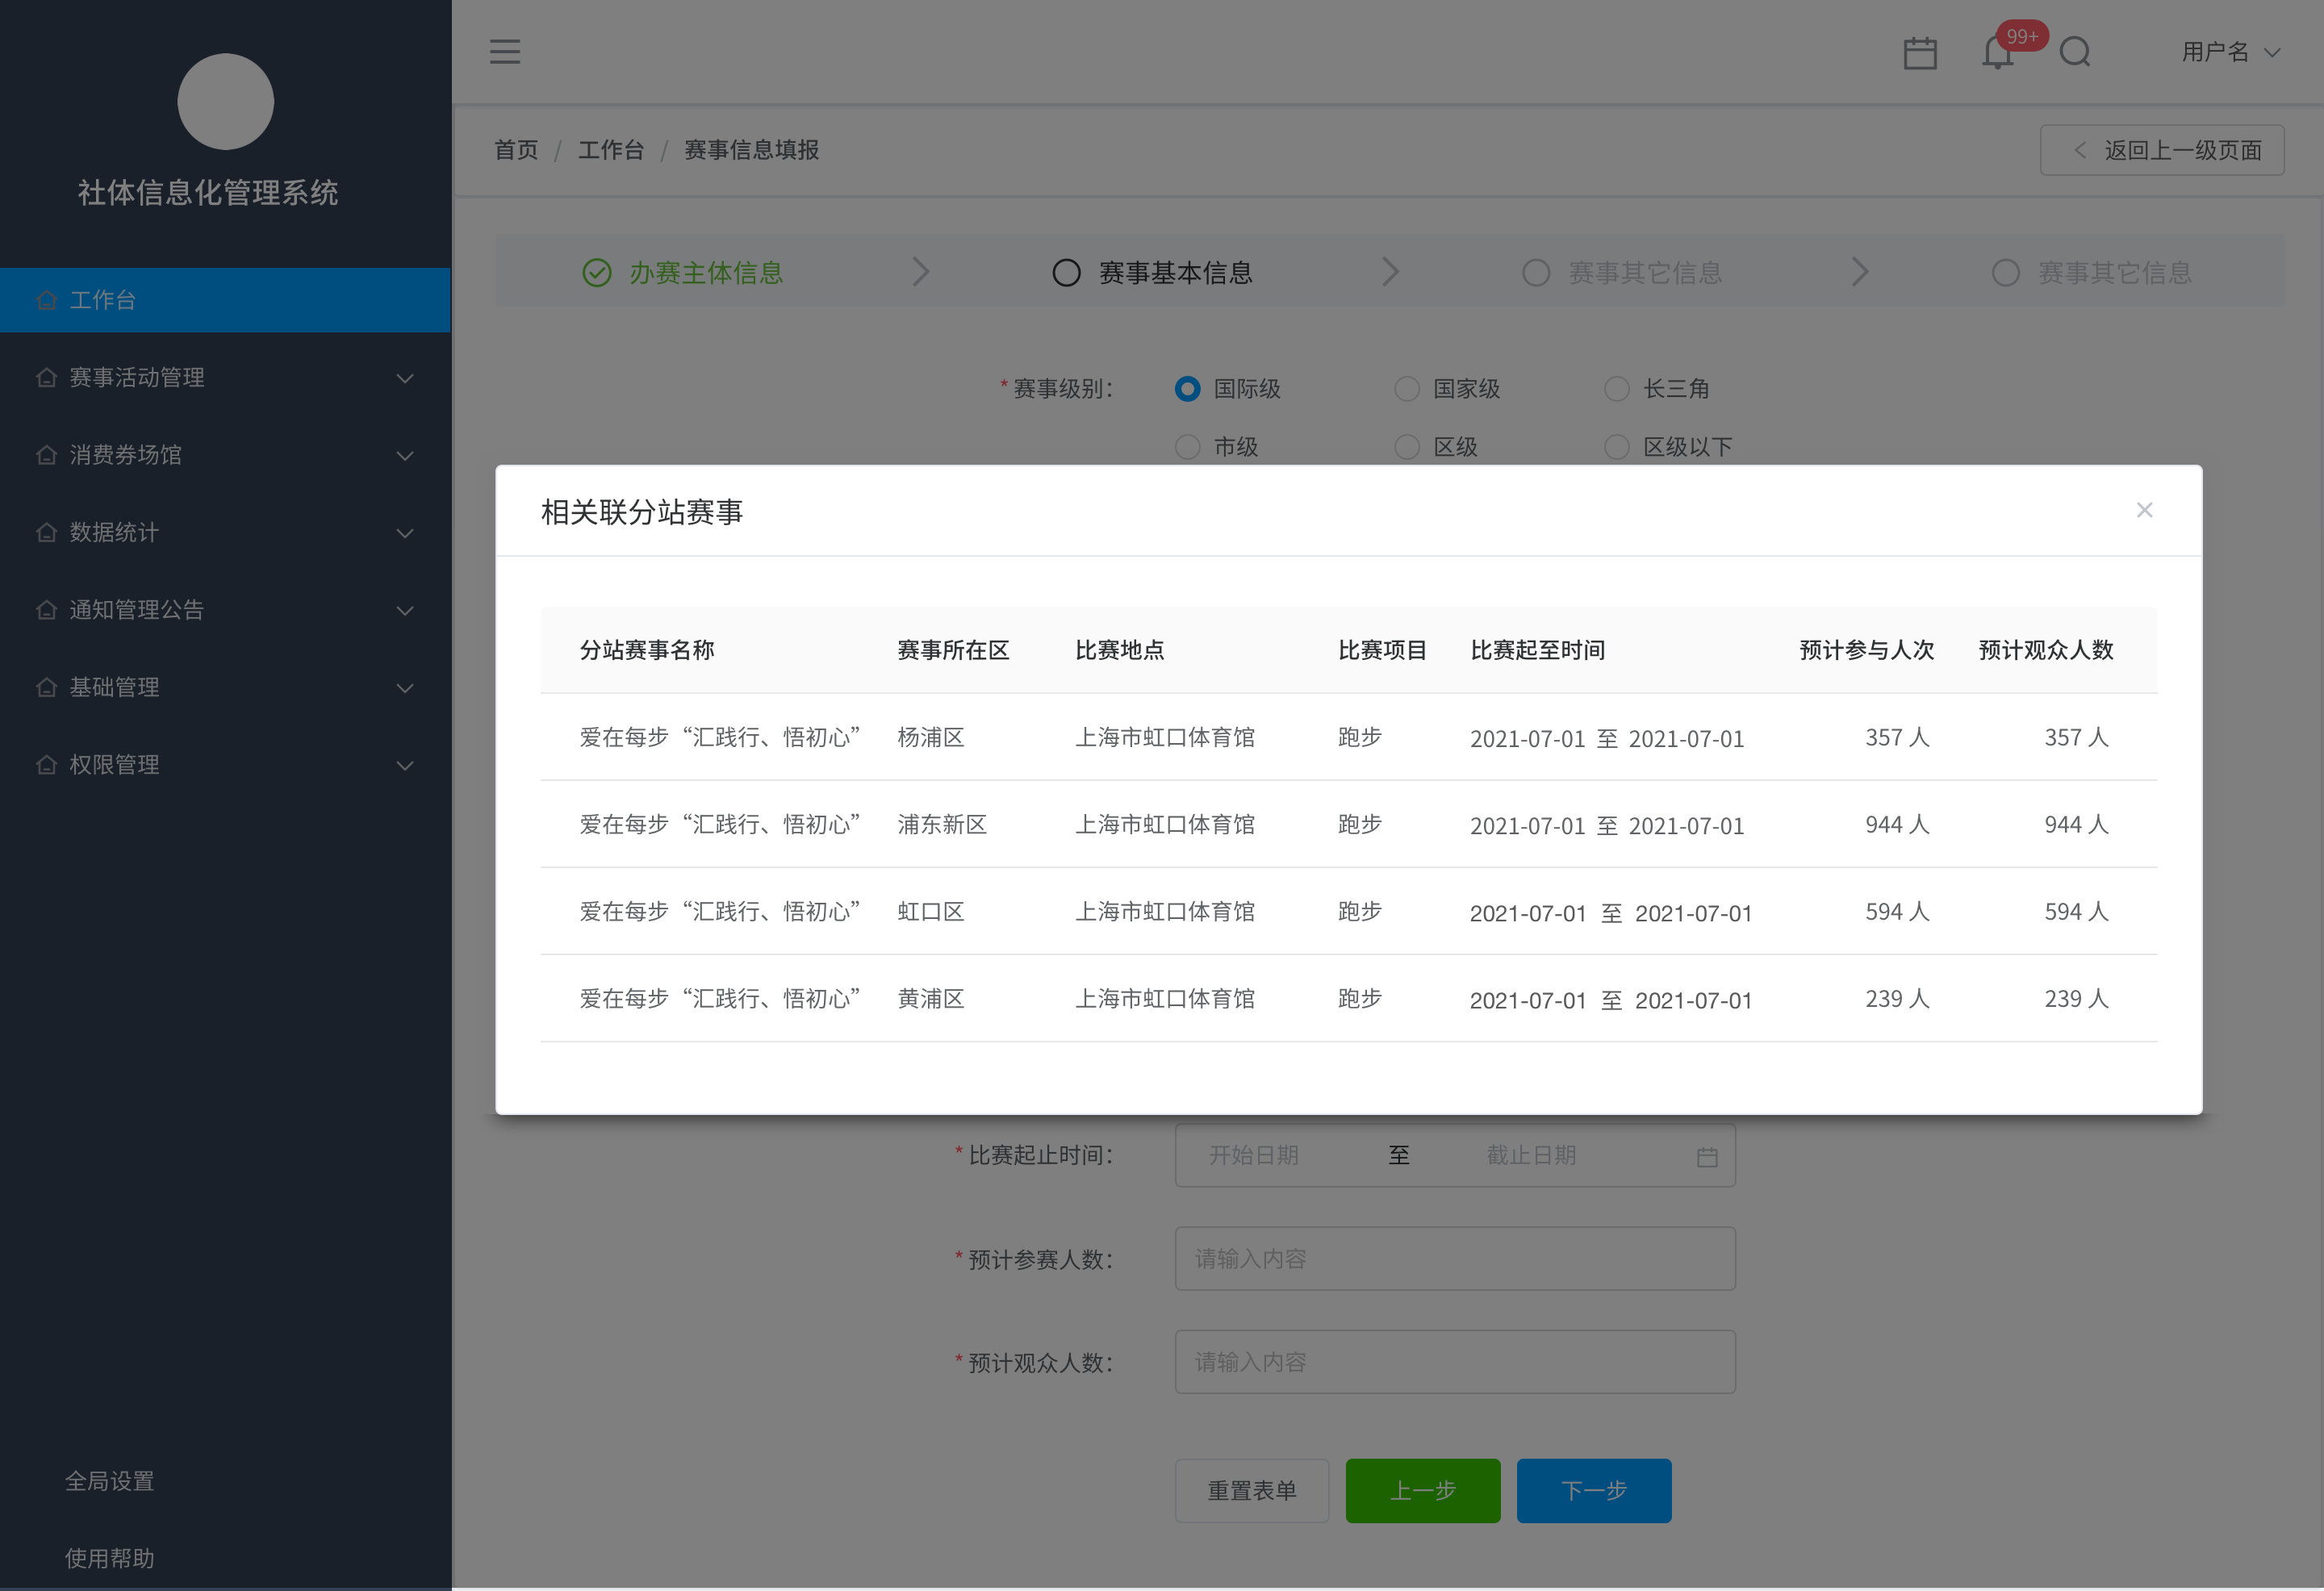 社体信息化管理系统
工作台
赛事活动管理
消费券场馆
数据统计
通知管理公告
基础管理
权限管理
全局设置
使用帮助
99+
用户名
首页 / 工作台 / 赛事信息填报
返回上一级页面
办赛主体信息 赛事基本信息 赛事其它信息 赛事其它信息
* 赛事级别： 国际级 国家级 长三角
市级 区级 区级以下
相关联分站赛事
分站赛事名称 赛事所在区 比赛地点 比赛项目 比赛起至时间 预计参与人次 预计观众人数
爱在每步“汇践行、悟初心” 杨浦区 上海市虹口体育馆 跑步 2021-07-01 至 2021-07-01 357 人 357 人
爱在每步“汇践行、悟初心” 浦东新区 上海市虹口体育馆 跑步 2021-07-01 至 2021-07-01 944 人 944 人
爱在每步“汇践行、悟初心” 虹口区 上海市虹口体育馆 跑步 2021-07-01 至 2021-07-01 594 人 594 人
爱在每步“汇践行、悟初心” 黄浦区 上海市虹口体育馆 跑步 2021-07-01 至 2021-07-01 239 人 239 人
* 比赛起止时间： 开始日期 至 截止日期
* 预计参赛人数： 请输入内容
* 预计观众人数： 请输入内容
重置表单 上一步 下一步